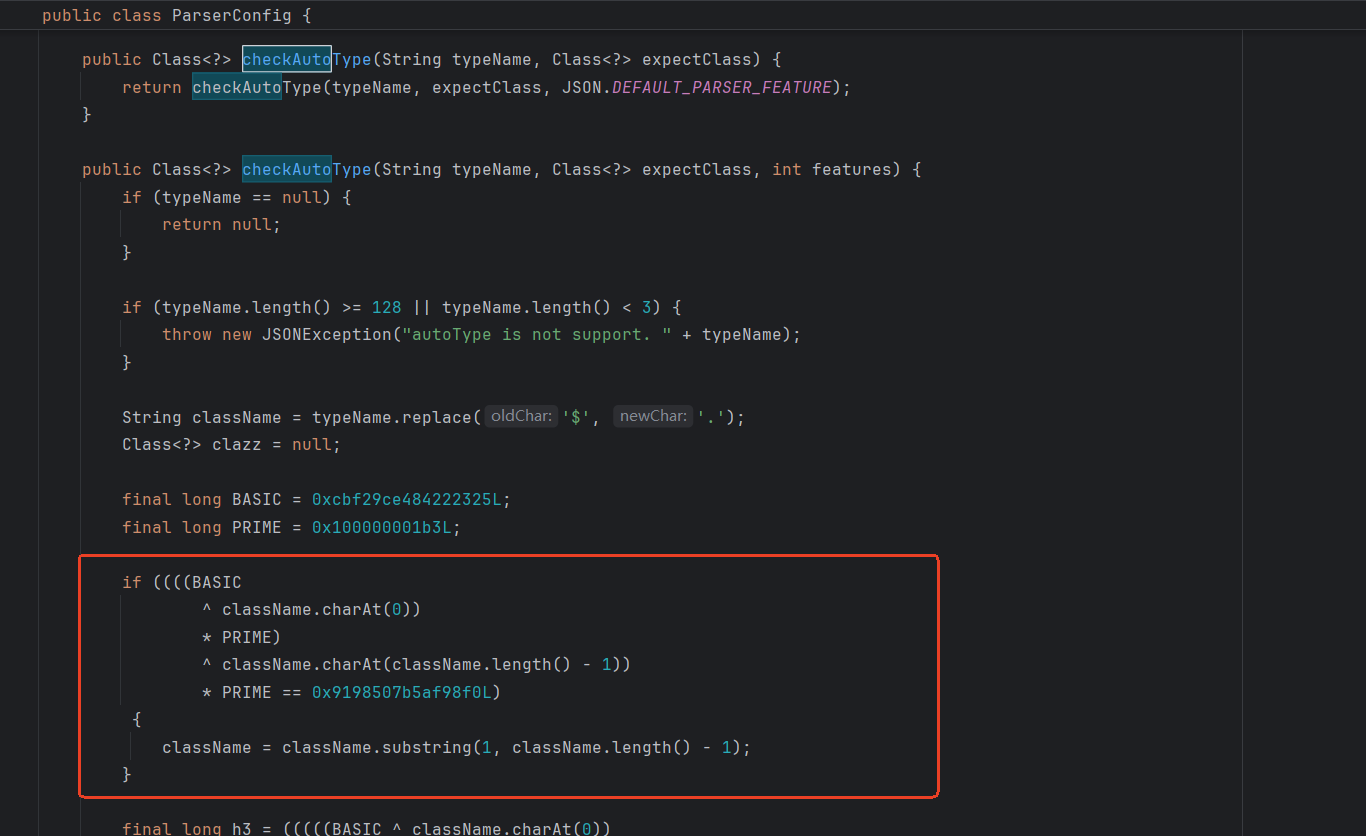 public class ParserConfig {
public Class<?> checkAutoType(String typeName, Class<?> expectClass) {
return checkAutoType(typeName, expectClass, JSON.DEFAULT_PARSER_FEATURE);
}
public Class<?> checkAutoType(String typeName, Class<?> expectClass, int features) {
if (typeName == null) {
return null;
}
if (typeName.length() >= 128 || typeName.length() < 3) {
throw new JSONException("autoType is not support. " + typeName);
}
String className = typeName.replace( oldChar: '$', newChar: '.');
Class<?> clazz = null;
final long BASIC = 0xcbf29ce484222325L;
final long PRIME = 0x100000001b3L;
if ((((BASIC
^ className.charAt(0))
* PRIME)
^ className.charAt(className.length() - 1))
* PRIME == 0x9198507b5af98f0L)
{
className = className.substring(1, className.length() - 1);
}
final long h3 = (((((BASIC ^ className.charAt(0))